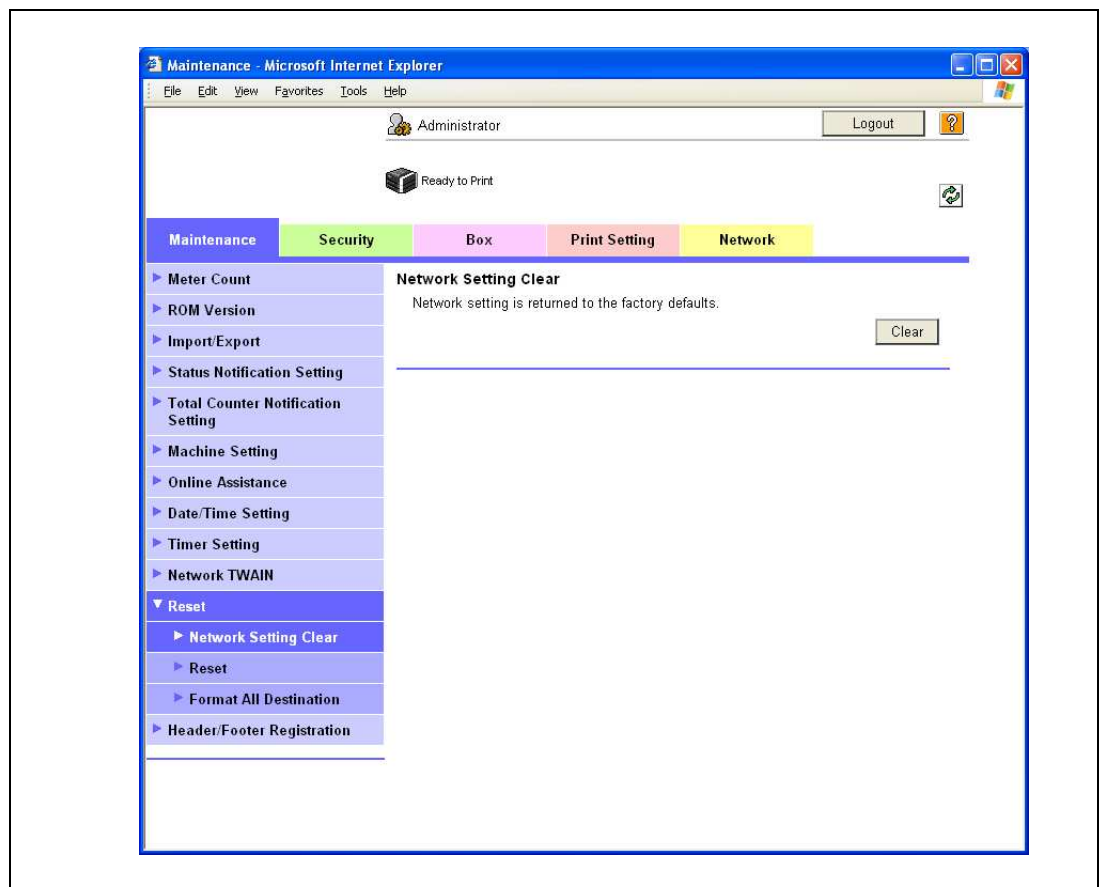 Maintenance - Microsoft Internet Explorer
File Edit View Favorites Tools Help
Administrator
Logout
?
Ready to Print
Maintenance Security Box Print Setting Network
Meter Count
ROM Version
Import/Export
Status Notification Setting
Total Counter Notification
Setting
Machine Setting
Online Assistance
Date/Time Setting
Timer Setting
Network TWAIN
Reset
Network Setting Clear
Reset
Format All Destination
Header/Footer Registration
Network Setting Clear
Network setting is returned to the factory defaults.
Clear